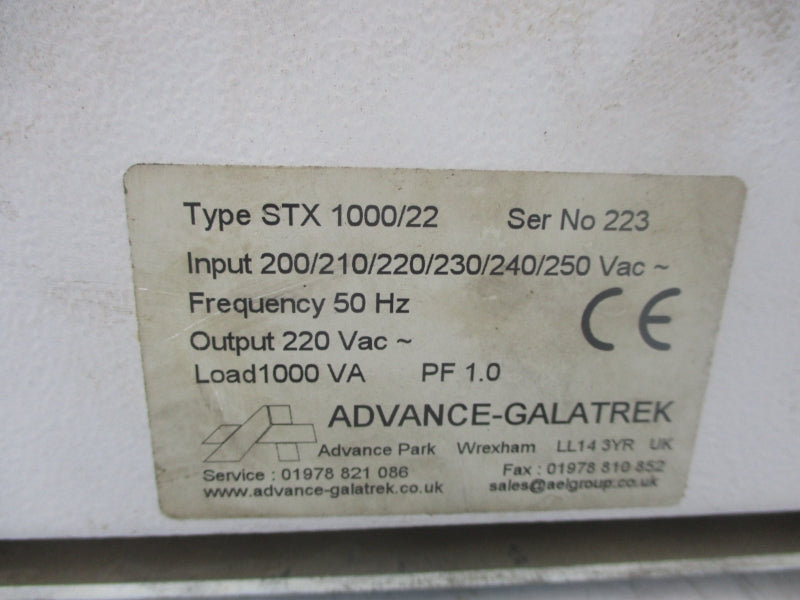 Type STX 1000/22 Ser No 223
Input 200/210/220/230/240/250 Vac ~
Frequency 50 Hz
CE
Output 220 Vac ~
Load1000 VA PF 1.0
ADVANCE-GALATREK
Advance Park Wrexham LL14 3YR UK
Service : 01978 821 086 Fax : 01978 810 852
www.advance-galatrek.co.uk sales@aelgroup.co.uk